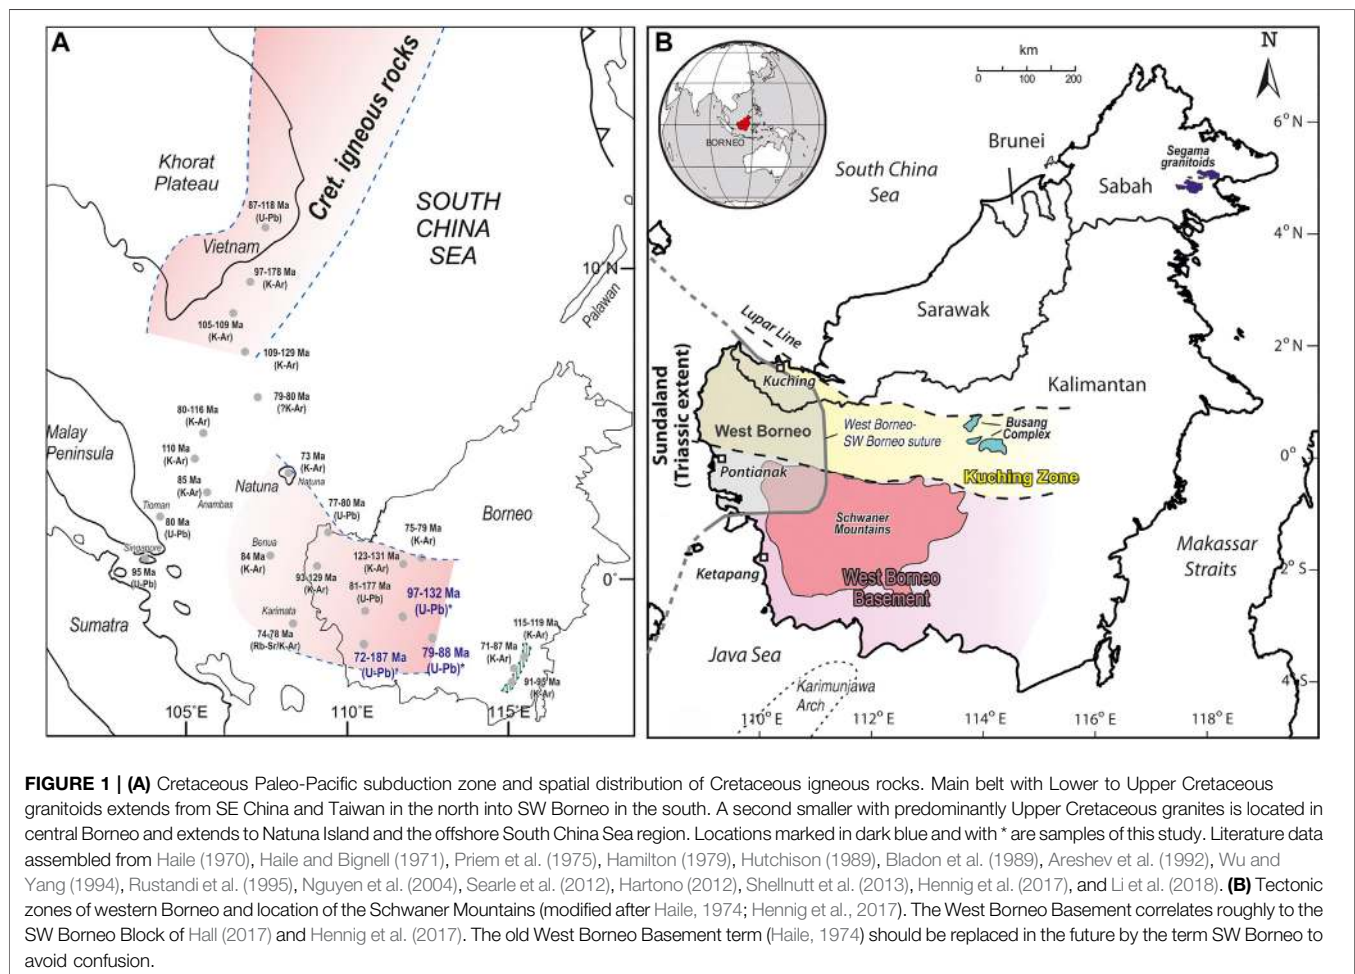 A
Khorat
Plateau
Cret. igneous rocks
SOUTH
CHINA
SEA
87-118 Ma
(U-Pb)
Vietnam
97-178 Ma
(K-Ar)
10°N
Palawan
105-109 Ma
(K-Ar)
109-129 Ma
(K-Ar)
79-80 Ma
(?K-Ar)
80-116 Ma
(K-Ar)
Malay
Peninsula
110 Ma
(K-Ar)
73 Ma
(K-Ar)
Natuna
Natuna
85 Ma
(K-Ar)
Anambas
Tioman
80 Ma
(U-Pb)
77-80 Ma
(U-Pb)
Borneo
75-79 Ma
(K-Ar)
Singapore
95 Ma
(U-Pb)
Benua
84 Ma
(K-Ar)
123-131 Ma
(K-Ar)
93-129 Ma
(K-Ar)
81-177 Ma
(U-Pb)
97-132 Ma
(U-Pb)*
0°
Karimata
74-78 Ma
(Rb-Sr/K-Ar)
Sumatra
115-119 Ma
(K-Ar)
71-87 Ma
(K-Ar)
72-187 Ma
(U-Pb)*
79-88 Ma
(U-Pb)*
91-95 Ma
(K-Ar)
105°E
110°E
115°E
B
BORNEO
km
0 100 200
N
South China
Sea
Brunei
Segama
granitoids
Sabah
6°N
4°N
Sarawak
Lupar Line
2°N
Kuching
Kalimantan
Sundaland
(Triassic extent)
West Borneo
West Borneo-
SW Borneo suture
Busang
Complex
0°
Pontianak
Kuching Zone
Schwaner
Mountains
Makassar
Straits
Ketapang
West Borneo
Basement
2°S
Java Sea
Karimunjawa
Arch
4°S
110°E
112°E
114°E
116°E
118°E
FIGURE 1 | (A) Cretaceous Paleo-Pacific subduction zone and spatial distribution of Cretaceous igneous rocks. Main belt with Lower to Upper Cretaceous
granitoids extends from SE China and Taiwan in the north into SW Borneo in the south. A second smaller with predominantly Upper Cretaceous granites is located in
central Borneo and extends to Natuna Island and the offshore South China Sea region. Locations marked in dark blue and with * are samples of this study. Literature data
assembled from Haile (1970), Haile and Bignell (1971), Priem et al. (1975), Hamilton (1979), Hutchison (1989), Bladon et al. (1989), Areshev et al. (1992), Wu and
Yang (1994), Rustandi et al. (1995), Nguyen et al. (2004), Searle et al. (2012), Hartono (2012), Shellnutt et al. (2013), Hennig et al. (2017), and Li et al. (2018). (B) Tectonic
zones of western Borneo and location of the Schwaner Mountains (modified after Haile, 1974; Hennig et al., 2017). The West Borneo Basement correlates roughly to the
SW Borneo Block of Hall (2017) and Hennig et al. (2017). The old West Borneo Basement term (Haile, 1974) should be replaced in the future by the term SW Borneo to
avoid confusion.